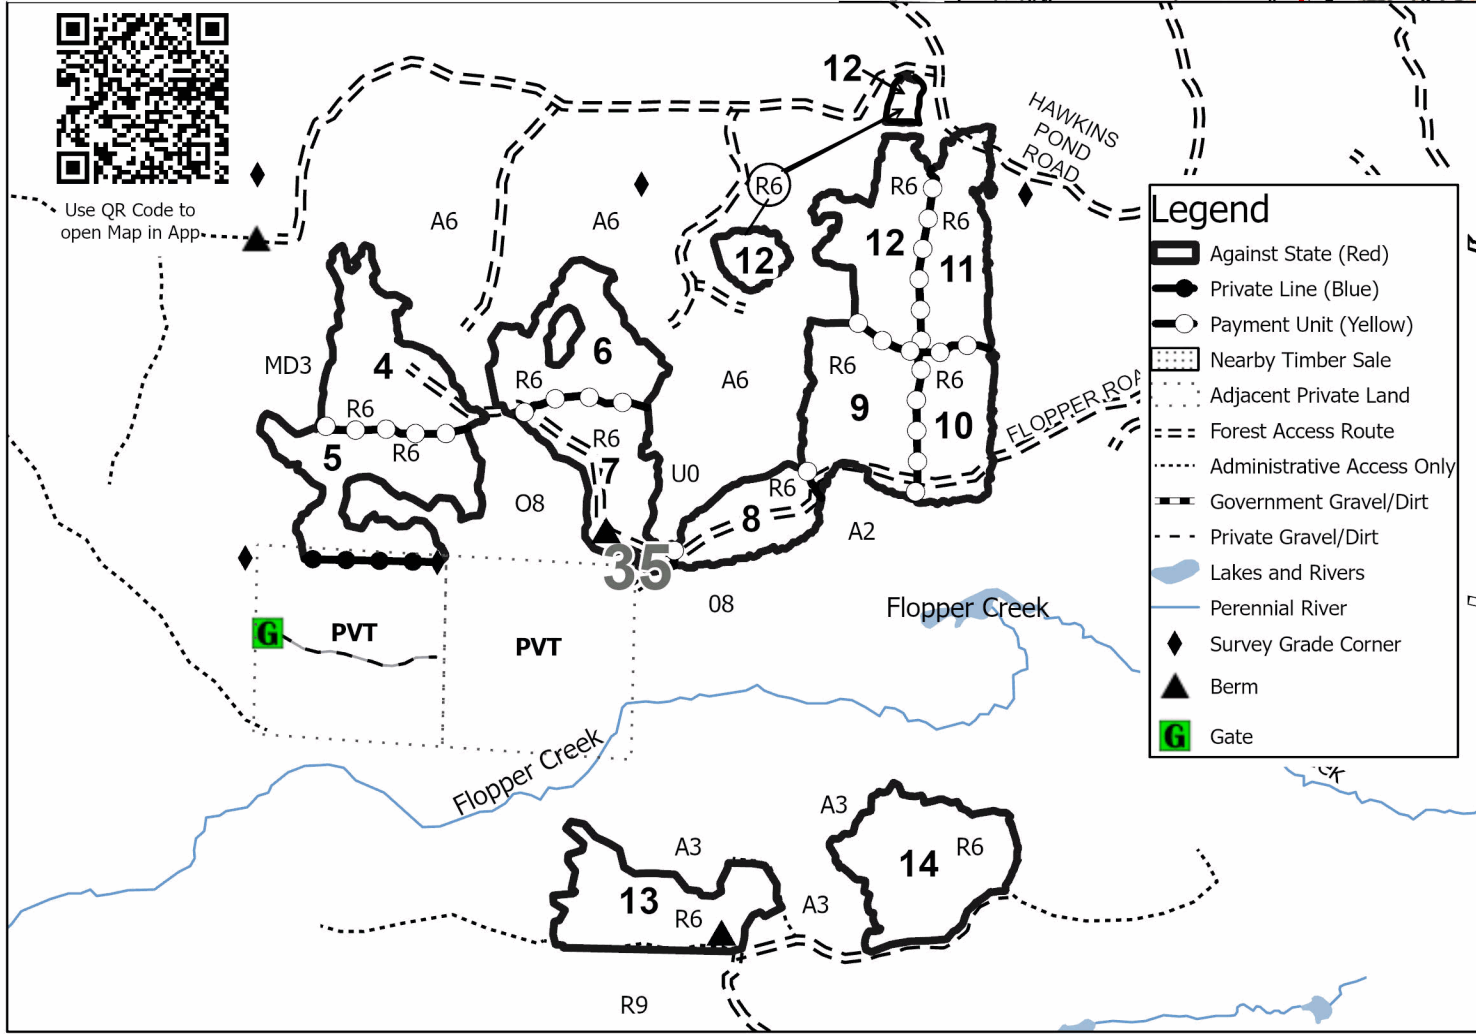 Use QR Code to
open Map in App
12
HAWKINS
POND
ROAD
R6
R6
R6
A6
A6
12
12
11
MD3
4
6
R6
A6
R6
R6
FLOPPER ROA
R6
R6
5
R6
7
9
10
U0
R6
8
O8
A2
35
08
Flopper Creek
G
PVT
PVT
Flopper Creek
A3
A3
R6
14
13
R6
A3
R9
Legend
Against State (Red)
Private Line (Blue)
Payment Unit (Yellow)
Nearby Timber Sale
Adjacent Private Land
Forest Access Route
Administrative Access Only
Government Gravel/Dirt
Private Gravel/Dirt
Lakes and Rivers
Perennial River
Survey Grade Corner
Berm
G Gate